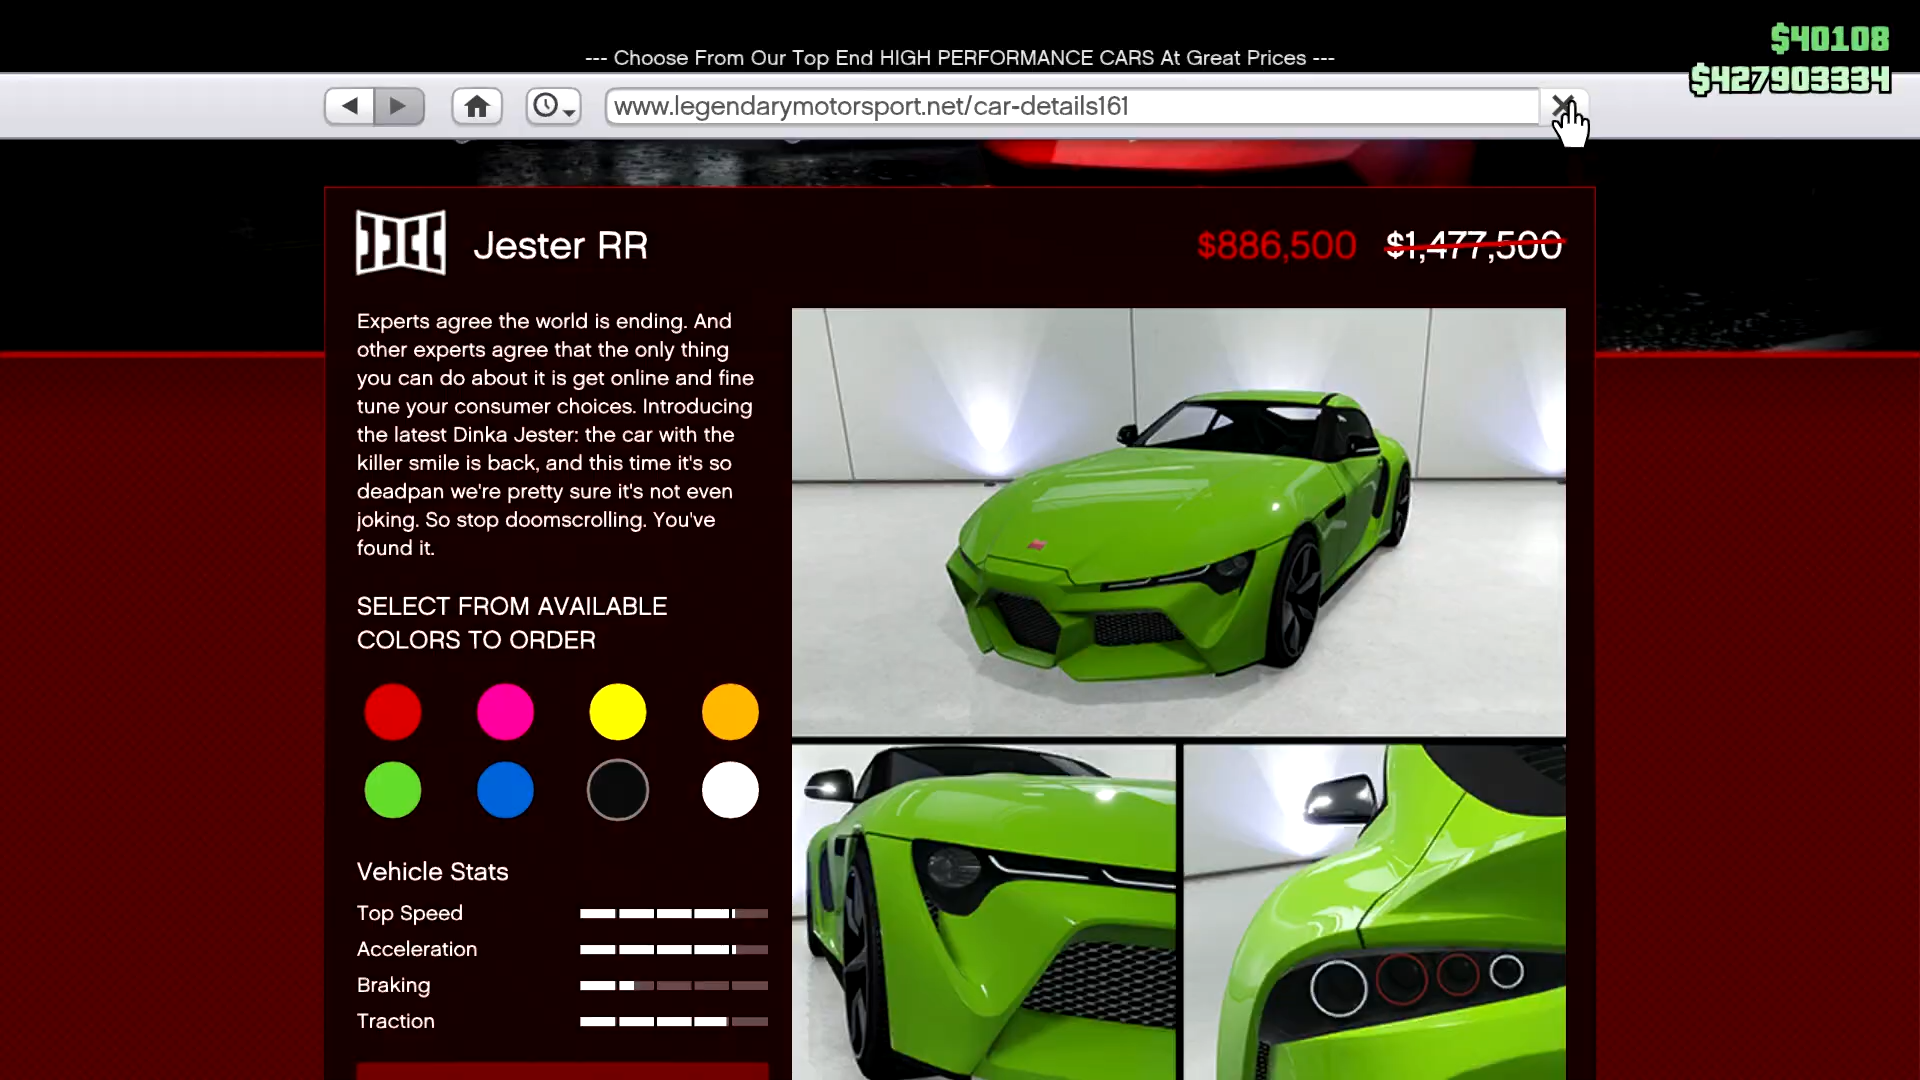 $40108
--- Choose From Our Top End HIGH PERFORMANCE CARS At Great Prices ---
$427903334
www.legendarymotorsport.net/car-details161
Jester RR
$886,500 $1,477,500
Experts agree the world is ending. And
other experts agree that the only thing
you can do about it is get online and fine
tune your consumer choices. Introducing
the latest Dinka Jester: the car with the
killer smile is back, and this time it's so
deadpan we're pretty sure it's not even
joking. So stop doomscrolling. You've
found it.
SELECT FROM AVAILABLE
COLORS TO ORDER
Vehicle Stats
Top Speed
Acceleration
Braking
Traction